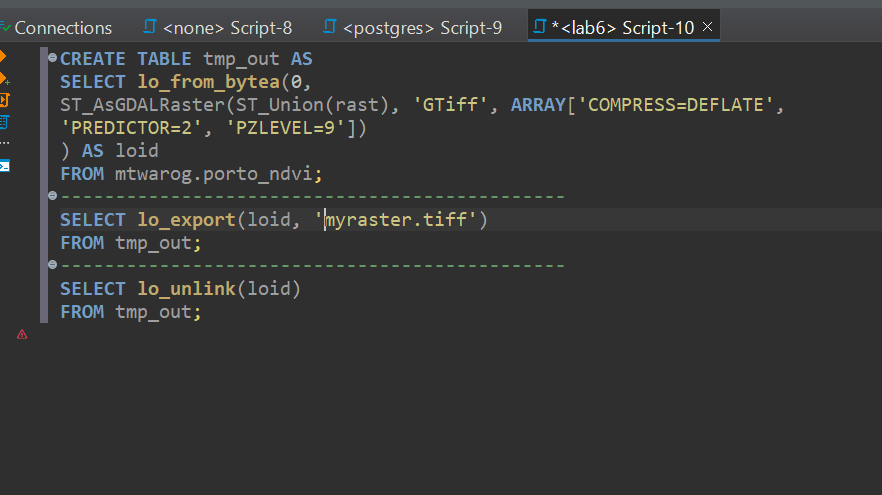 Connections <none> Script-8 <postgres> Script-9 *<lab6> Script-10 ×
CREATE TABLE tmp_out AS
SELECT lo_from_bytea(0,
ST_AsGDALRaster(ST_Union(rast), 'GTiff', ARRAY['COMPRESS=DEFLATE',
'PREDICTOR=2', 'PZLEVEL=9'])
) AS loid
FROM mtwarog.porto_ndvi;
----------------------------------------------
SELECT lo_export(loid, 'myraster.tiff')
FROM tmp_out;
----------------------------------------------
SELECT lo_unlink(loid)
FROM tmp_out;